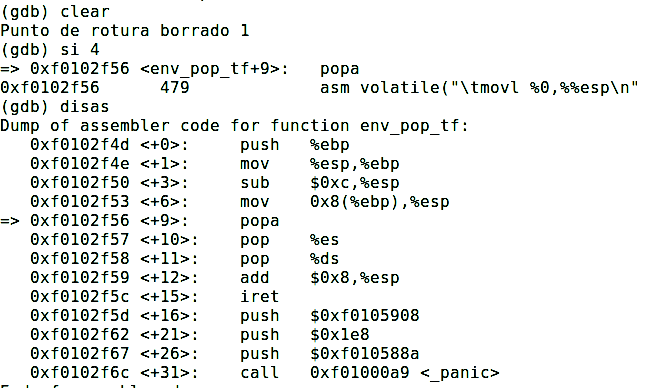 (gdb) clear
Punto de rotura borrado 1
(gdb) si 4
=> 0xf0102f56 <env_pop_tf+9>:   popa
0xf0102f56      479             asm volatile("\tmovl %0,%%esp\n"
(gdb) disas
Dump of assembler code for function env_pop_tf:
   0xf0102f4d <+0>:     push   %ebp
   0xf0102f4e <+1>:     mov    %esp,%ebp
   0xf0102f50 <+3>:     sub    $0xc,%esp
   0xf0102f53 <+6>:     mov    0x8(%ebp),%esp
=> 0xf0102f56 <+9>:     popa
   0xf0102f57 <+10>:    pop    %es
   0xf0102f58 <+11>:    pop    %ds
   0xf0102f59 <+12>:    add    $0x8,%esp
   0xf0102f5c <+15>:    iret
   0xf0102f5d <+16>:    push   $0xf0105908
   0xf0102f62 <+21>:    push   $0x1e8
   0xf0102f67 <+26>:    push   $0xf010588a
   0xf0102f6c <+31>:    call   0xf01000a9 <_panic>